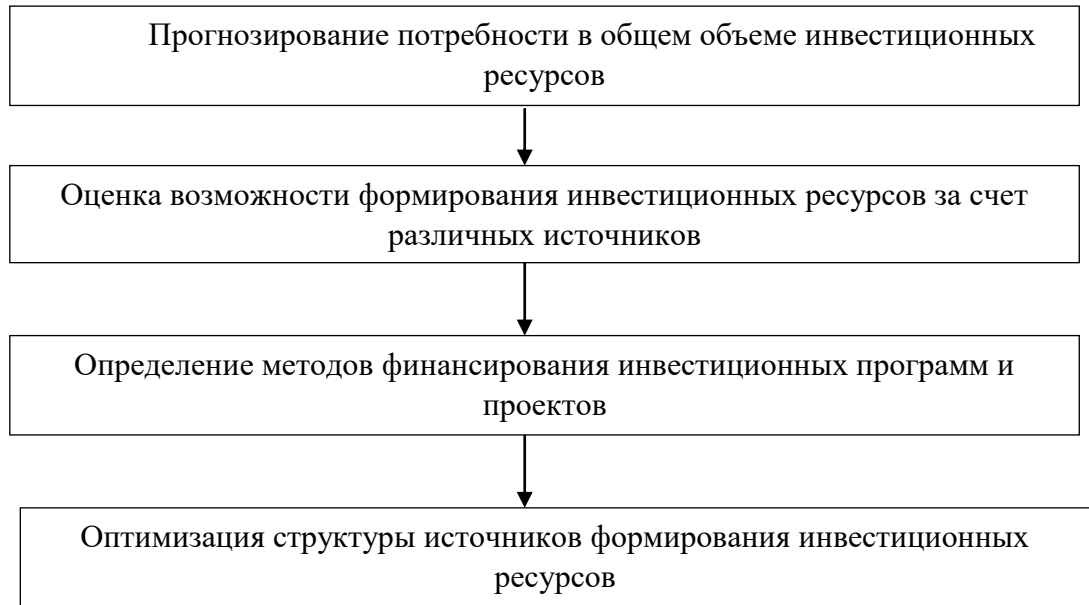 Прогнозирование потребности в общем объеме инвестиционных
ресурсов
Оценка возможности формирования инвестиционных ресурсов за счет
различных источников
Определение методов финансирования инвестиционных программ и
проектов
Оптимизация структуры источников формирования инвестиционных
ресурсов